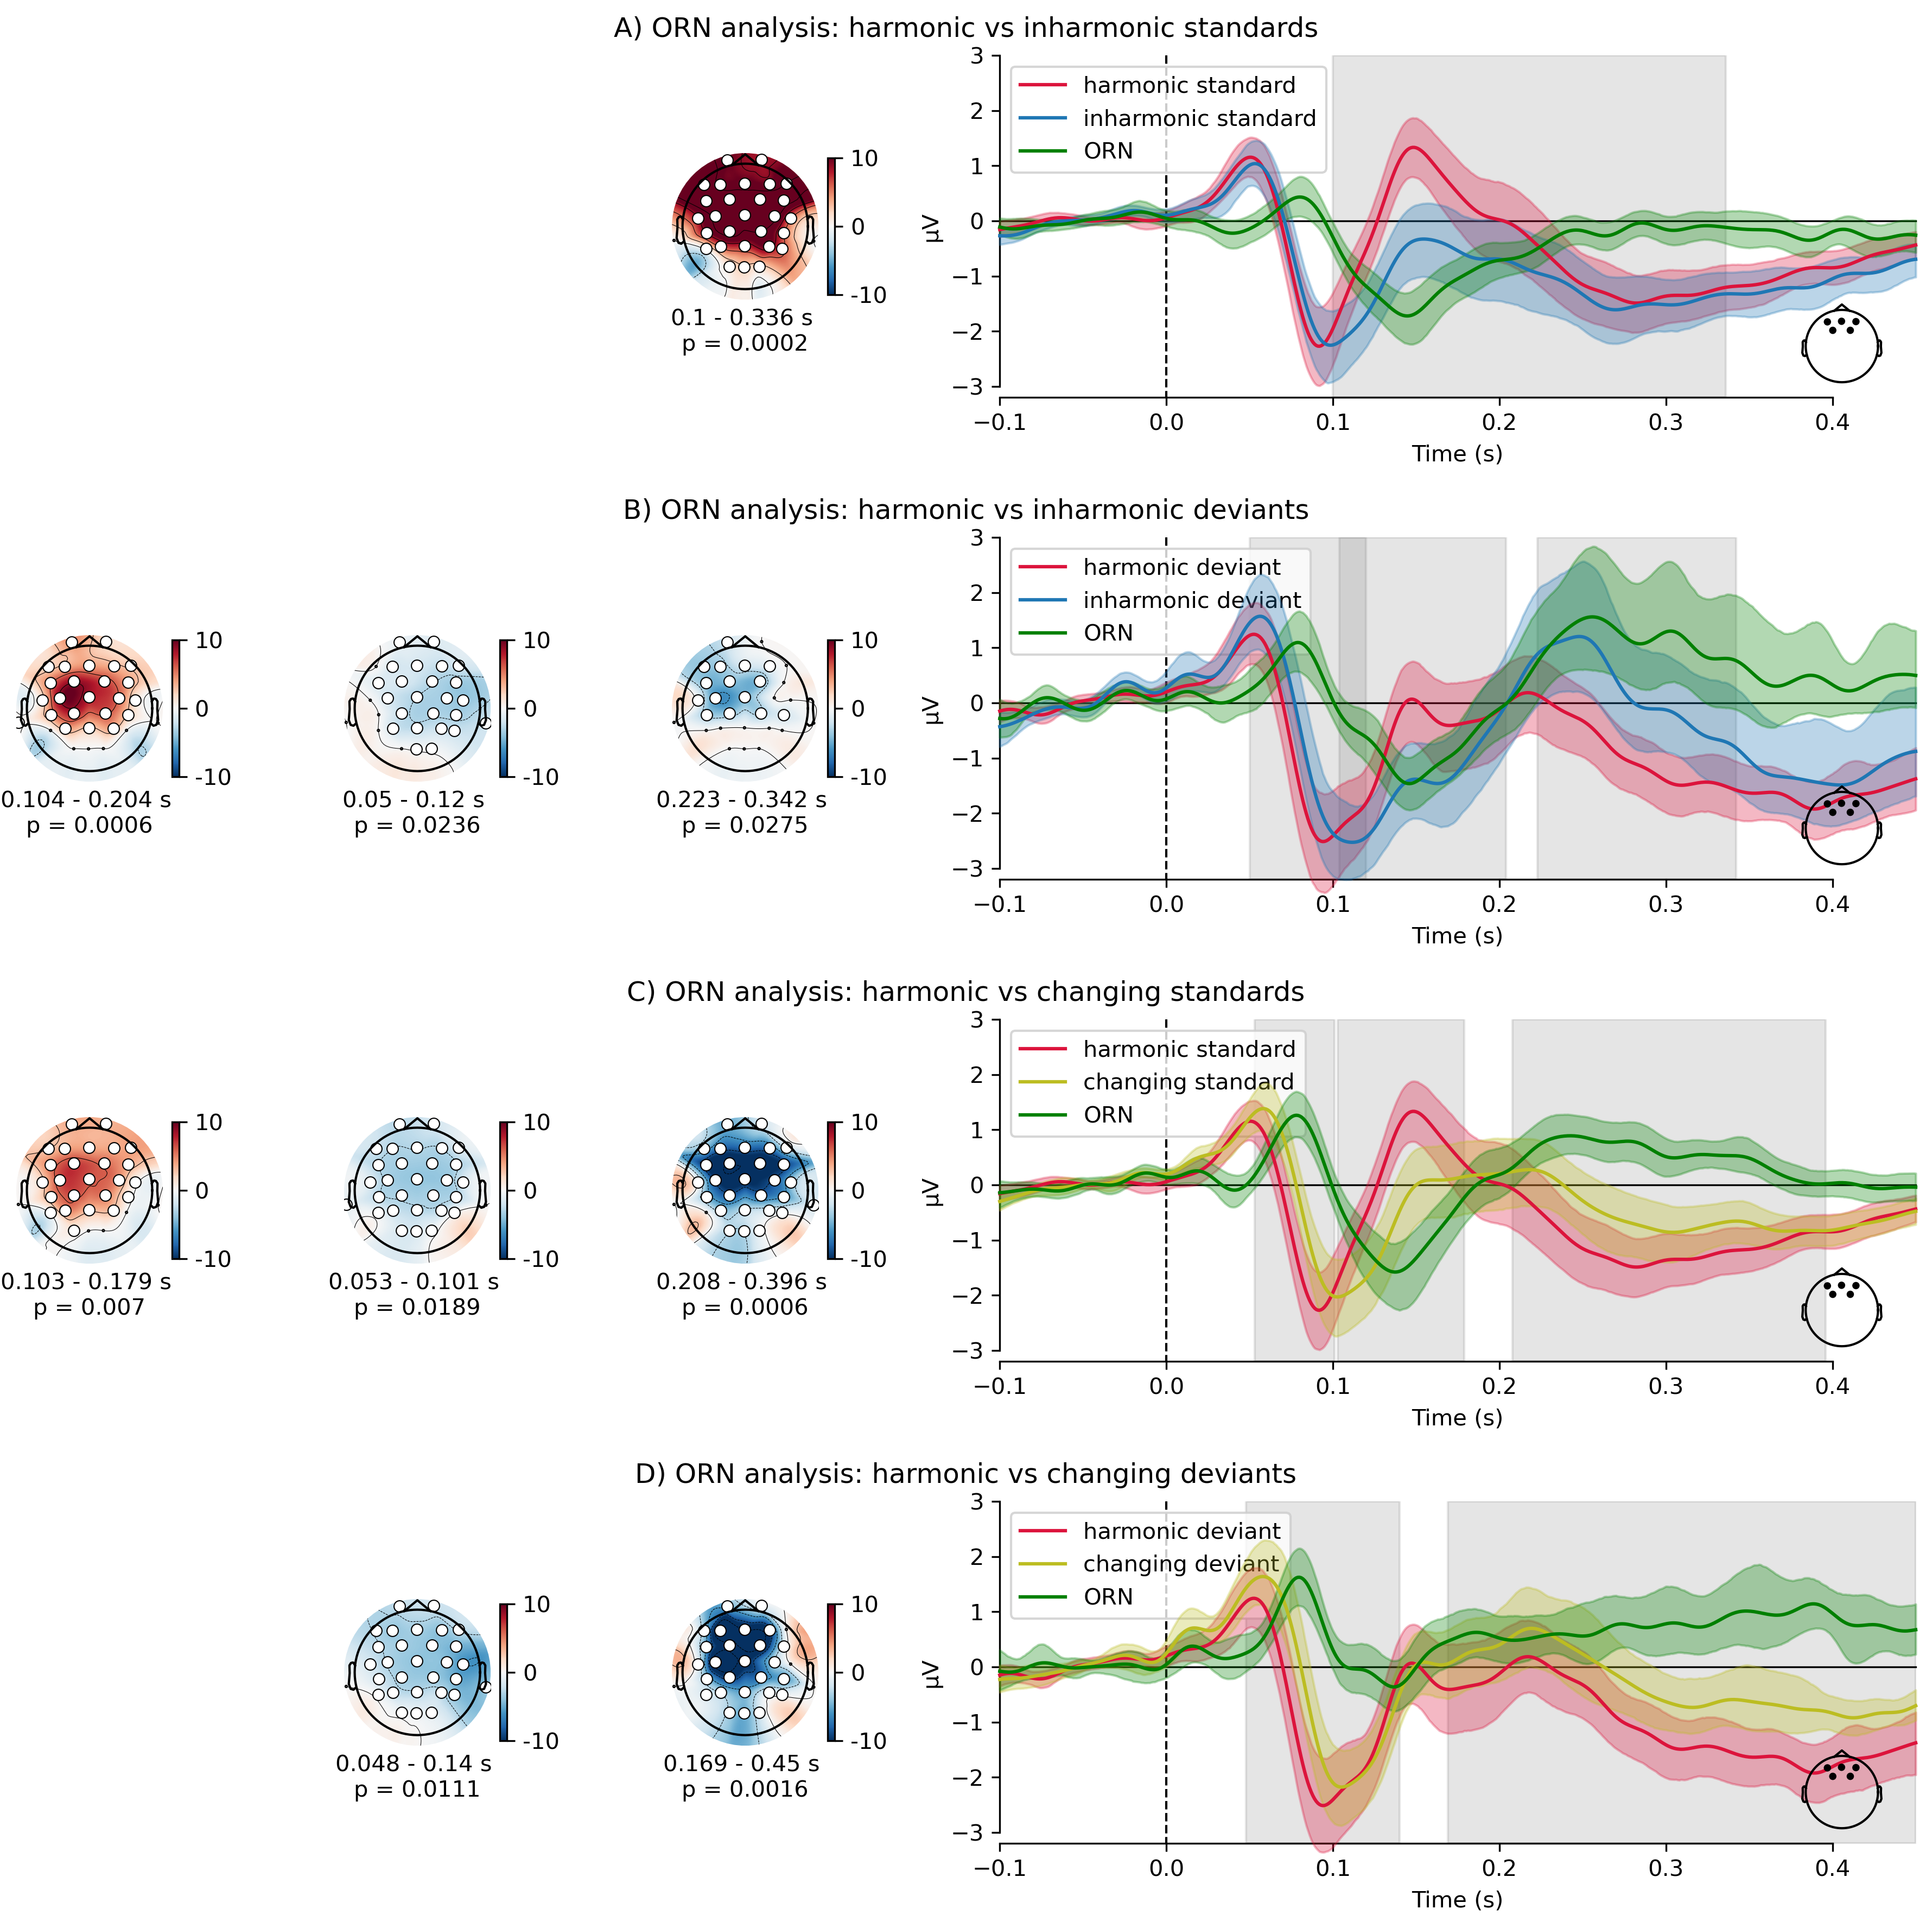 A) ORN analysis: harmonic vs inharmonic standards
10
0
-10
0.1 - 0.336 s
p = 0.0002
µV
3
2
1
0
−1
−2
−3
harmonic standard
inharmonic standard
ORN
−0.1 0.0 0.1 0.2 0.3 0.4
Time (s)
B) ORN analysis: harmonic vs inharmonic deviants
10
0
-10
0.104 - 0.204 s
p = 0.0006
10
0
-10
0.05 - 0.12 s
p = 0.0236
10
0
-10
0.223 - 0.342 s
p = 0.0275
µV
3
2
1
0
−1
−2
−3
harmonic deviant
inharmonic deviant
ORN
−0.1 0.0 0.1 0.2 0.3 0.4
Time (s)
C) ORN analysis: harmonic vs changing standards
10
0
-10
0.103 - 0.179 s
p = 0.007
10
0
-10
0.053 - 0.101 s
p = 0.0189
10
0
-10
0.208 - 0.396 s
p = 0.0006
µV
3
2
1
0
−1
−2
−3
harmonic standard
changing standard
ORN
−0.1 0.0 0.1 0.2 0.3 0.4
Time (s)
D) ORN analysis: harmonic vs changing deviants
10
0
-10
0.048 - 0.14 s
p = 0.0111
10
0
-10
0.169 - 0.45 s
p = 0.0016
µV
3
2
1
0
−1
−2
−3
harmonic deviant
changing deviant
ORN
−0.1 0.0 0.1 0.2 0.3 0.4
Time (s)